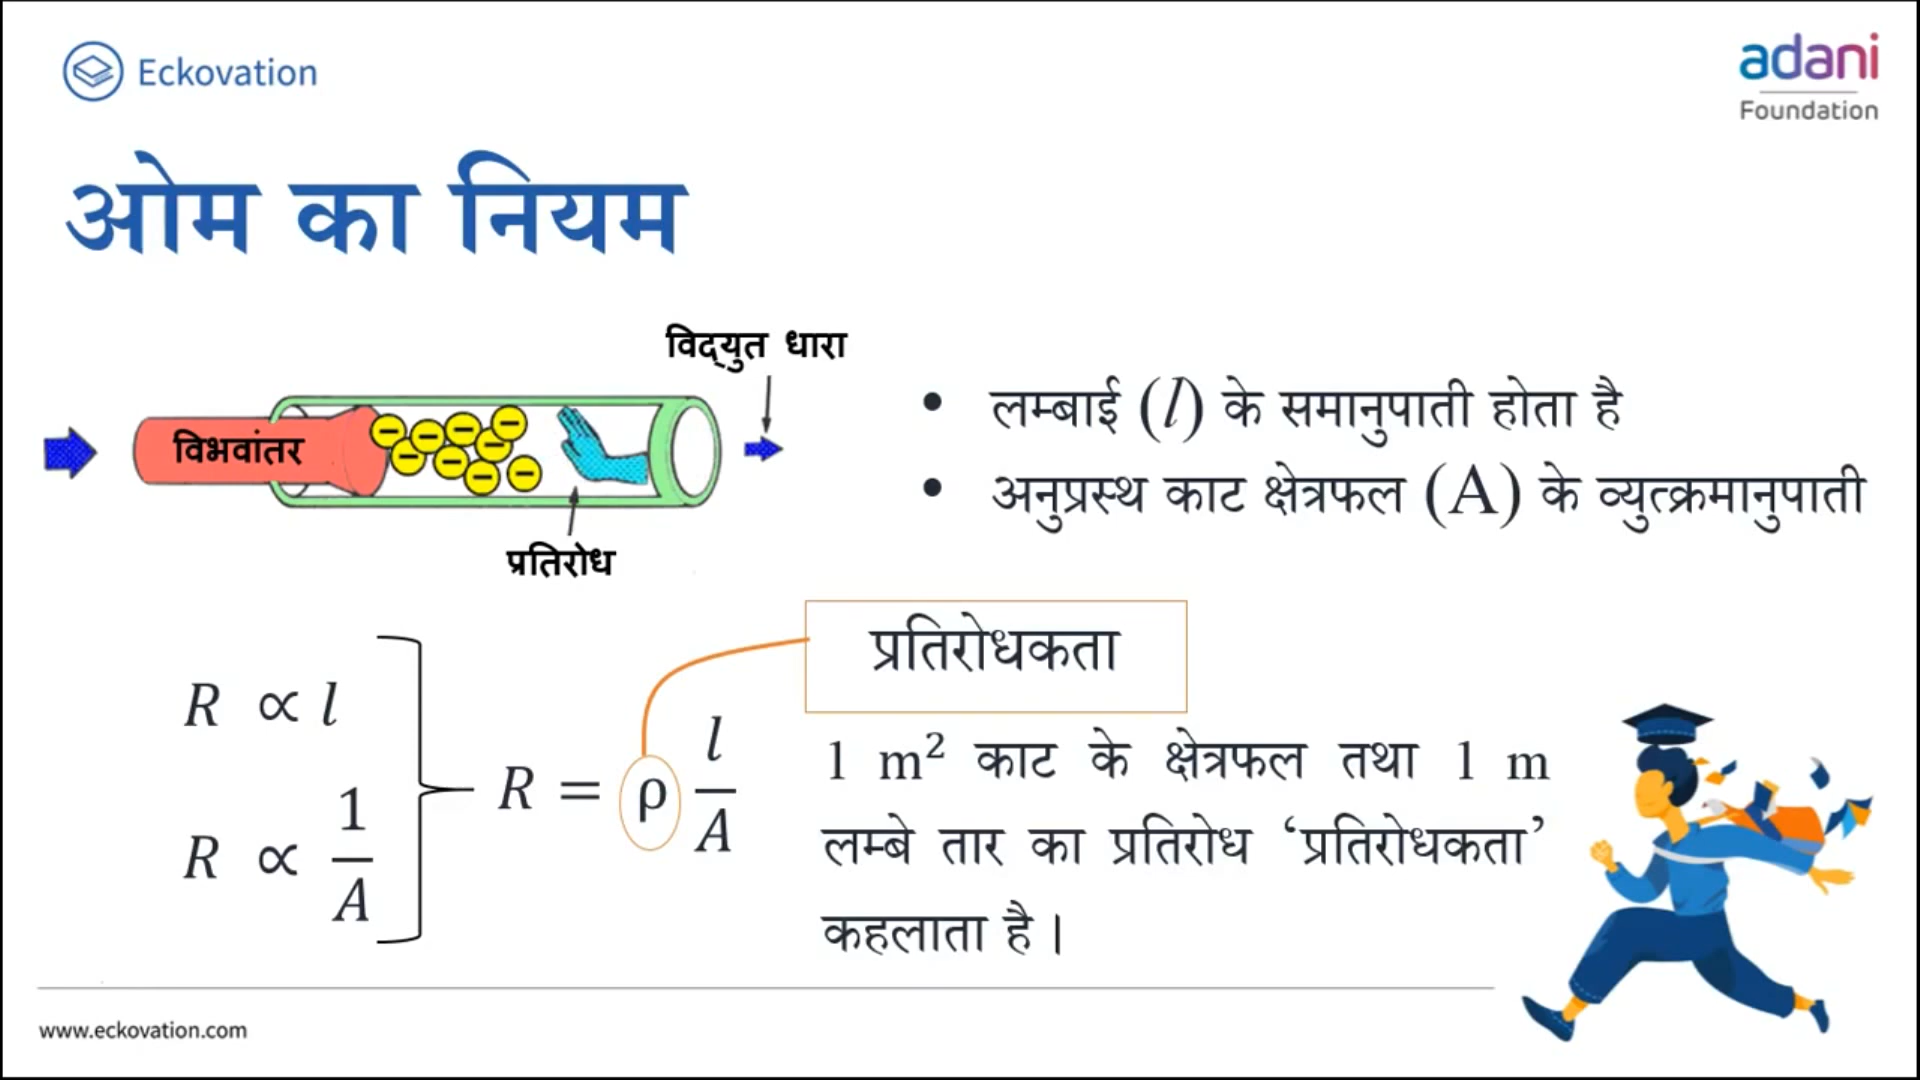 Eckovation
adani
Foundation
ओम का नियम
विद्युत धारा
विभवांतर
प्रतिरोध
• लम्बाई (l) के समानुपाती होता है
• अनुप्रस्थ काट क्षेत्रफल (A) के व्युत्क्रमानुपाती
R ∝ l
R ∝ 1/A
R = ρ l/A
प्रतिरोधकता
1 m² काट के क्षेत्रफल तथा 1 m
लम्बे तार का प्रतिरोध ‘प्रतिरोधकता’
कहलाता है ।
www.eckovation.com